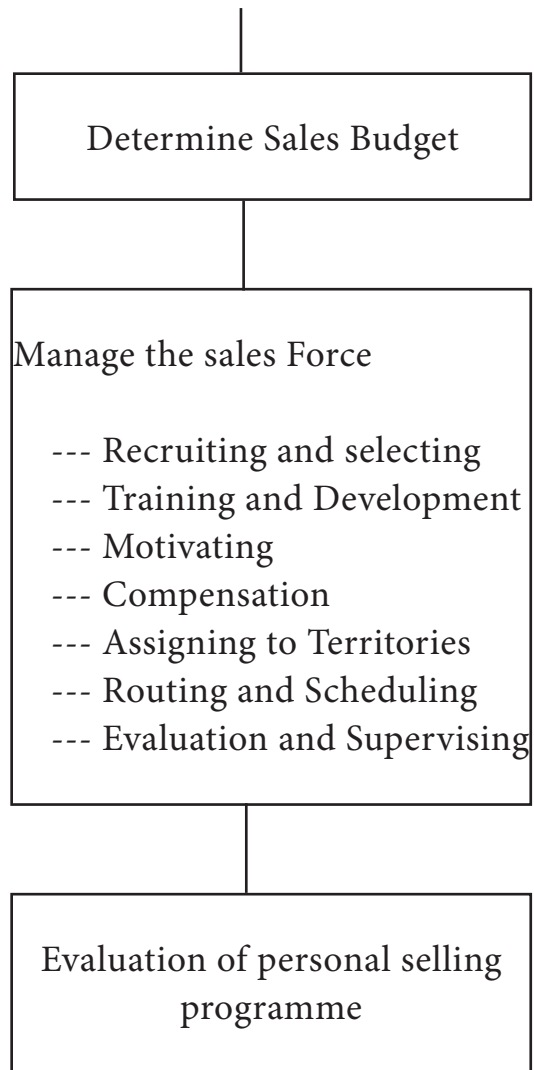 Determine Sales Budget
Manage the sales Force
--- Recruiting and selecting
--- Training and Development
--- Motivating
--- Compensation
--- Assigning to Territories
--- Routing and Scheduling
--- Evaluation and Supervising
Evaluation of personal selling
programme